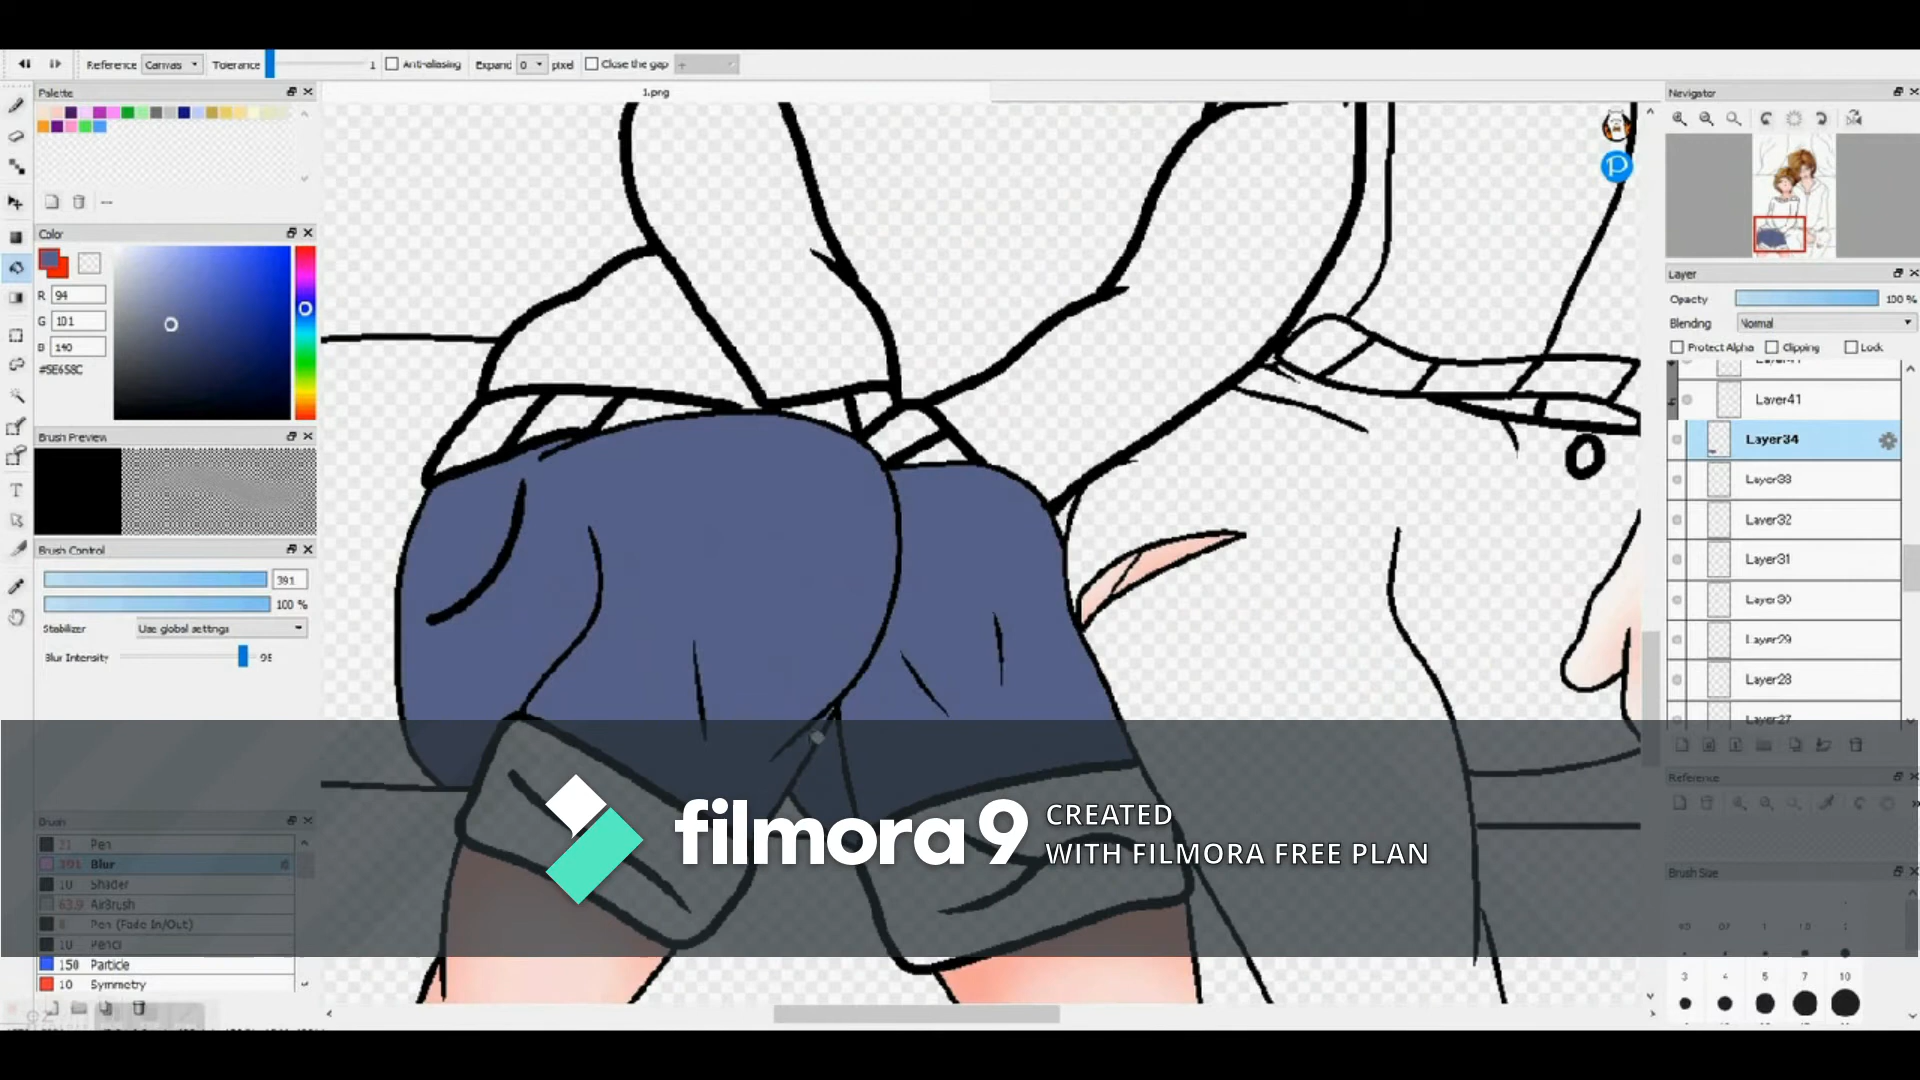 Reference Canvas Tolerance 1 Anti-aliasing Expand 0 pixel Close the gap +
Palette
1.png
Navigator
Color
R 94
G 101
B 140
#5E658C
Brush Preview
Brush Control
391
100 %
Stabilizer Use global settings
Blur Intensity 95
Layer
Opacity 100 %
Blending Normal
Protect Alpha Clipping Lock
Layer41
Layer34
Layer33
Layer32
Layer31
Layer30
Layer29
Layer28
Layer27
Reference
Brush
21 Pen
391 Blur
10 Shader
63.9 AirBrush
8 Pen (Fade In/Out)
10 Pencil
150 Particle
10 Symmetry
filmora9
CREATED
WITH FILMORA FREE PLAN
Brush Size
3 4 5 7 10